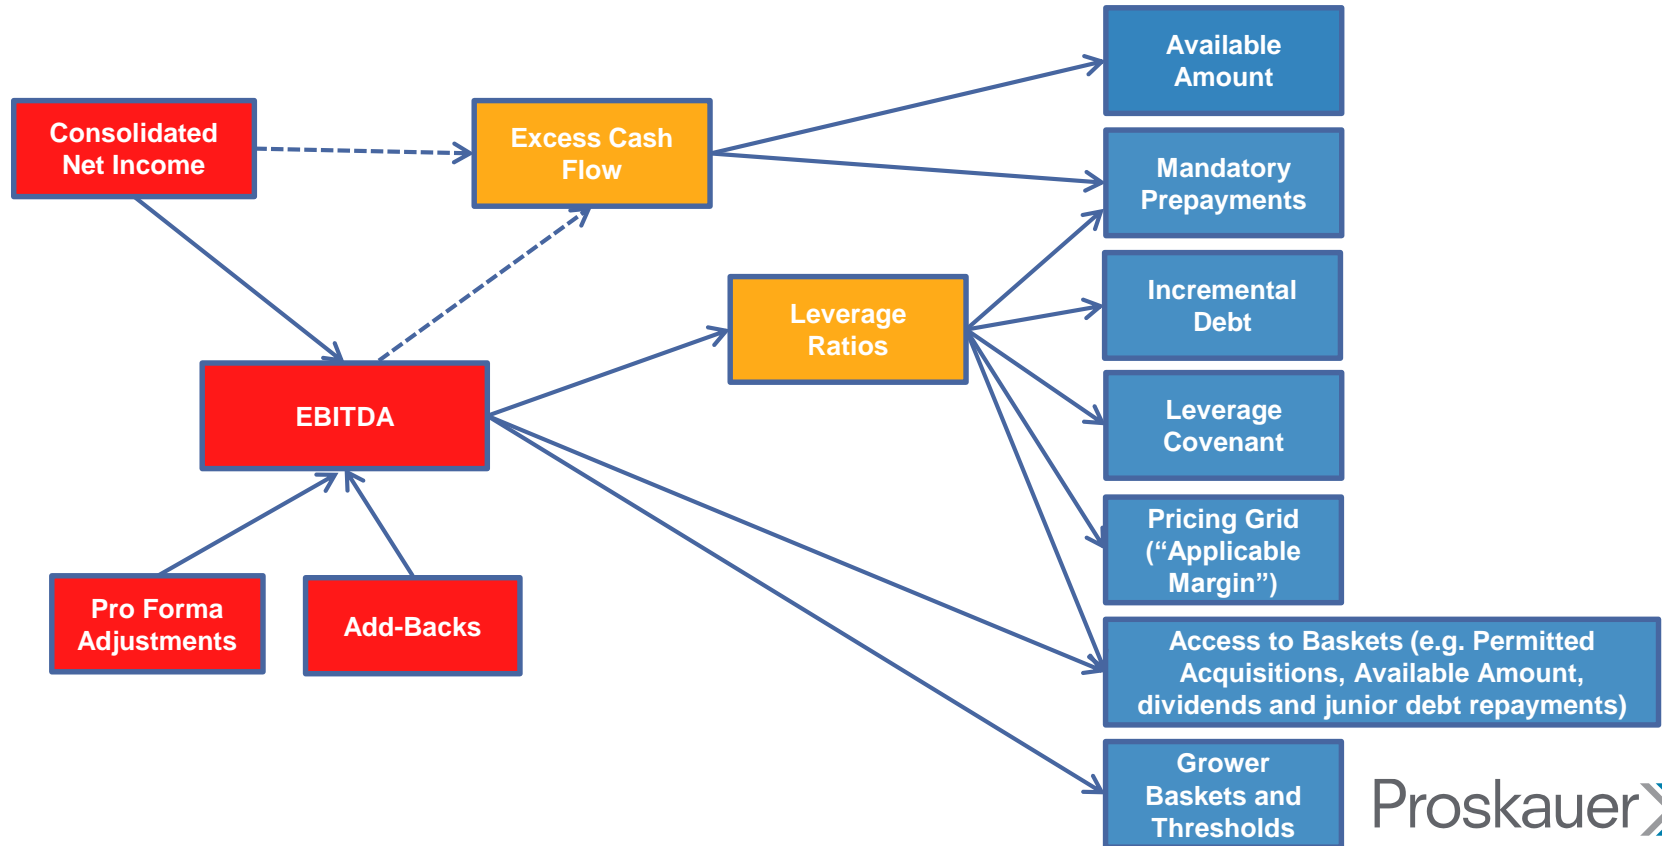 Available
Amount
Consolidated
Net Income
Excess Cash
Flow
Mandatory
Prepayments
Incremental
Debt
Leverage
Ratios
EBITDA
Leverage
Covenant
Pricing Grid
(“Applicable
Margin”)
Pro Forma
Adjustments
Add-Backs
Access to Baskets (e.g. Permitted
Acquisitions, Available Amount,
dividends and junior debt repayments)
Grower
Baskets and
Thresholds
Proskauer